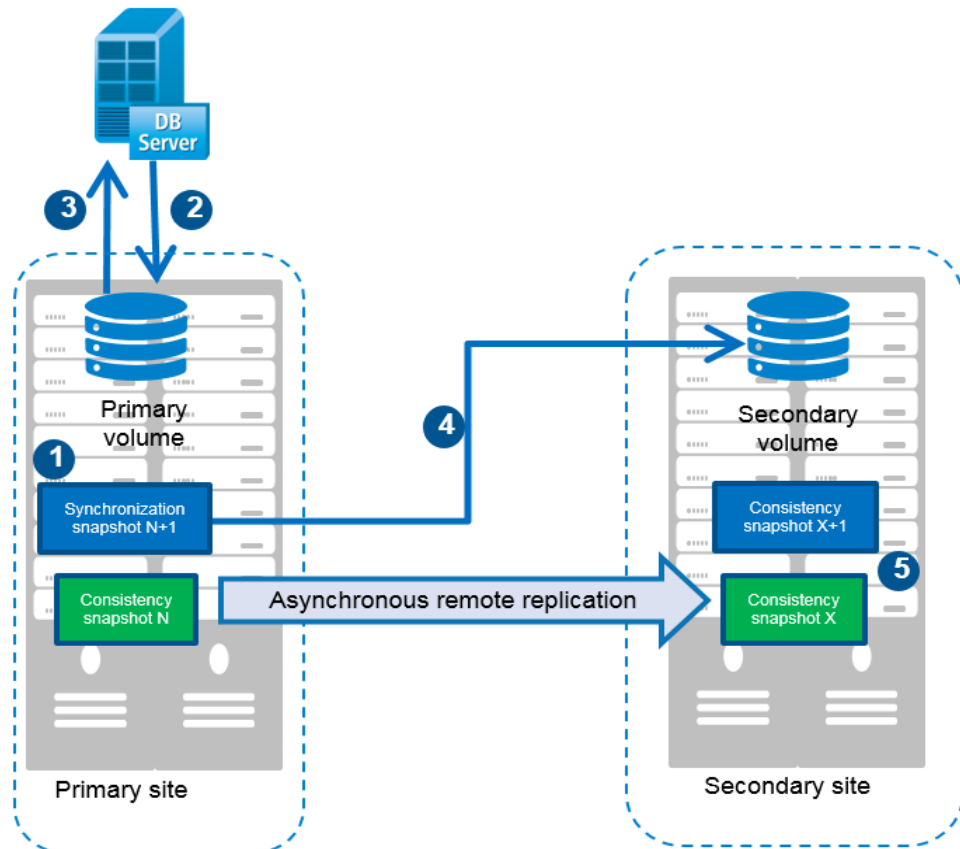 DB
Server
3
2
Primary
volume
Secondary
volume
4
1
Synchronization
snapshot N+1
Consistency
snapshot X+1
5
Consistency
snapshot N
Asynchronous remote replication
Consistency
snapshot X
Primary site
Secondary site